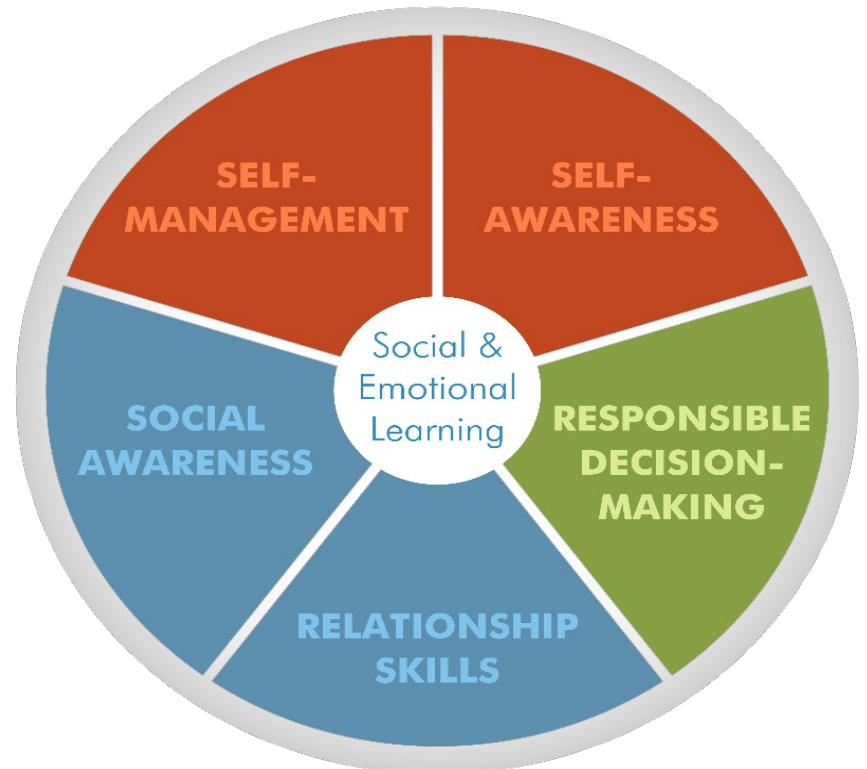 SELF-
MANAGEMENT
SELF-
AWARENESS
Social &
Emotional
Learning
SOCIAL
AWARENESS
RESPONSIBLE
DECISION-
MAKING
RELATIONSHIP
SKILLS